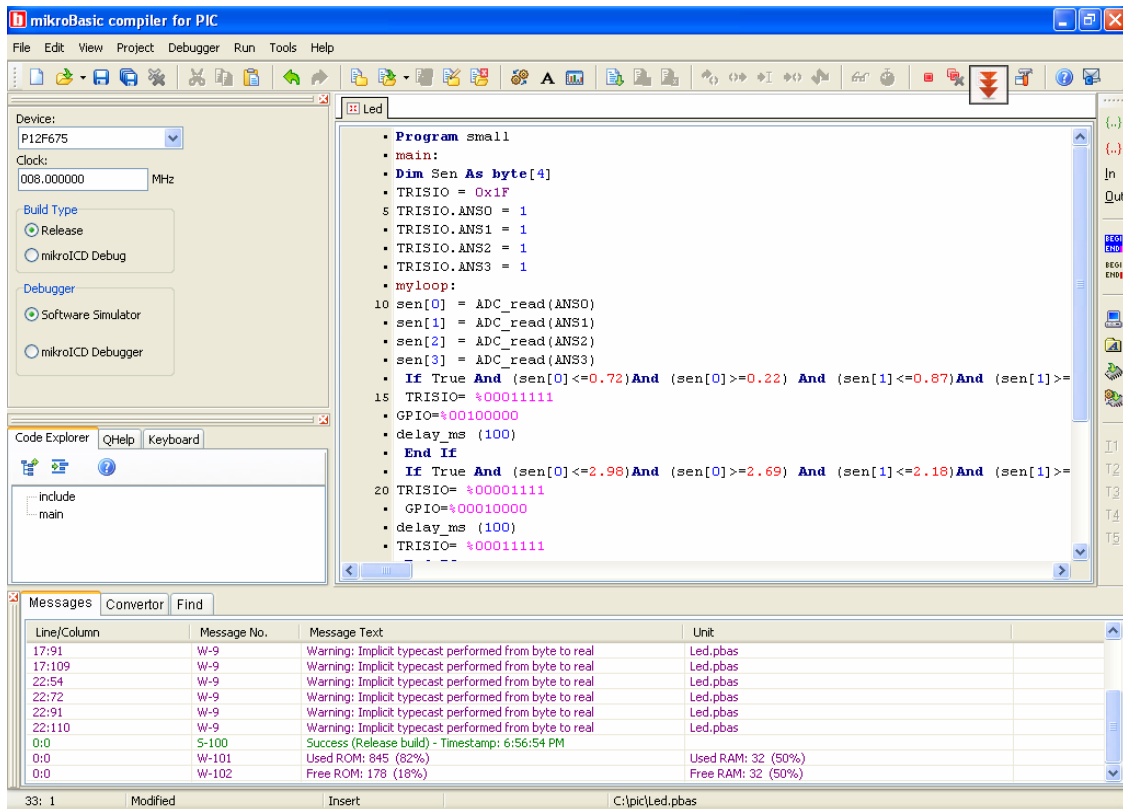 mikroBasic compiler for PIC
File Edit View Project Debugger Run Tools Help
Device:
P12F675
Clock:
008.000000 MHz
Build Type
Release
mikroICD Debug
Debugger
Software Simulator
mikroICD Debugger
Code Explorer QHelp Keyboard
include
main
Led
Program small
main:
Dim Sen As byte[4]
TRISIO = 0x1F
5 TRISIO.ANS0 = 1
TRISIO.ANS1 = 1
TRISIO.ANS2 = 1
TRISIO.ANS3 = 1
myloop:
10 sen[0] = ADC_read(ANS0)
sen[1] = ADC_read(ANS1)
sen[2] = ADC_read(ANS2)
sen[3] = ADC_read(ANS3)
If True And (sen[0]<=0.72)And (sen[0]>=0.22) And (sen[1]<=0.87)And (sen[1]>=
15 TRISIO= %00011111
GPIO=%00100000
delay_ms (100)
End If
If True And (sen[0]<=2.98)And (sen[0]>=2.69) And (sen[1]<=2.18)And (sen[1]>=
20 TRISIO= %00001111
GPIO=%00010000
delay_ms (100)
TRISIO= %00011111
{..}
{..}
In
Out
BEGI
END
BEGI
END
T1
T2
T3
T4
T5
Messages Convertor Find
Line/Column Message No. Message Text Unit
17:91 W-9 Warning: Implicit typecast performed from byte to real Led.pbas
17:109 W-9 Warning: Implicit typecast performed from byte to real Led.pbas
22:54 W-9 Warning: Implicit typecast performed from byte to real Led.pbas
22:72 W-9 Warning: Implicit typecast performed from byte to real Led.pbas
22:91 W-9 Warning: Implicit typecast performed from byte to real Led.pbas
22:110 W-9 Warning: Implicit typecast performed from byte to real Led.pbas
0:0 S-100 Success (Release build) - Timestamp: 6:56:54 PM
0:0 W-101 Used ROM: 845 (82%) Used RAM: 32 (50%)
0:0 W-102 Free ROM: 178 (18%) Free RAM: 32 (50%)
33: 1 Modified Insert C:\pic\Led.pbas